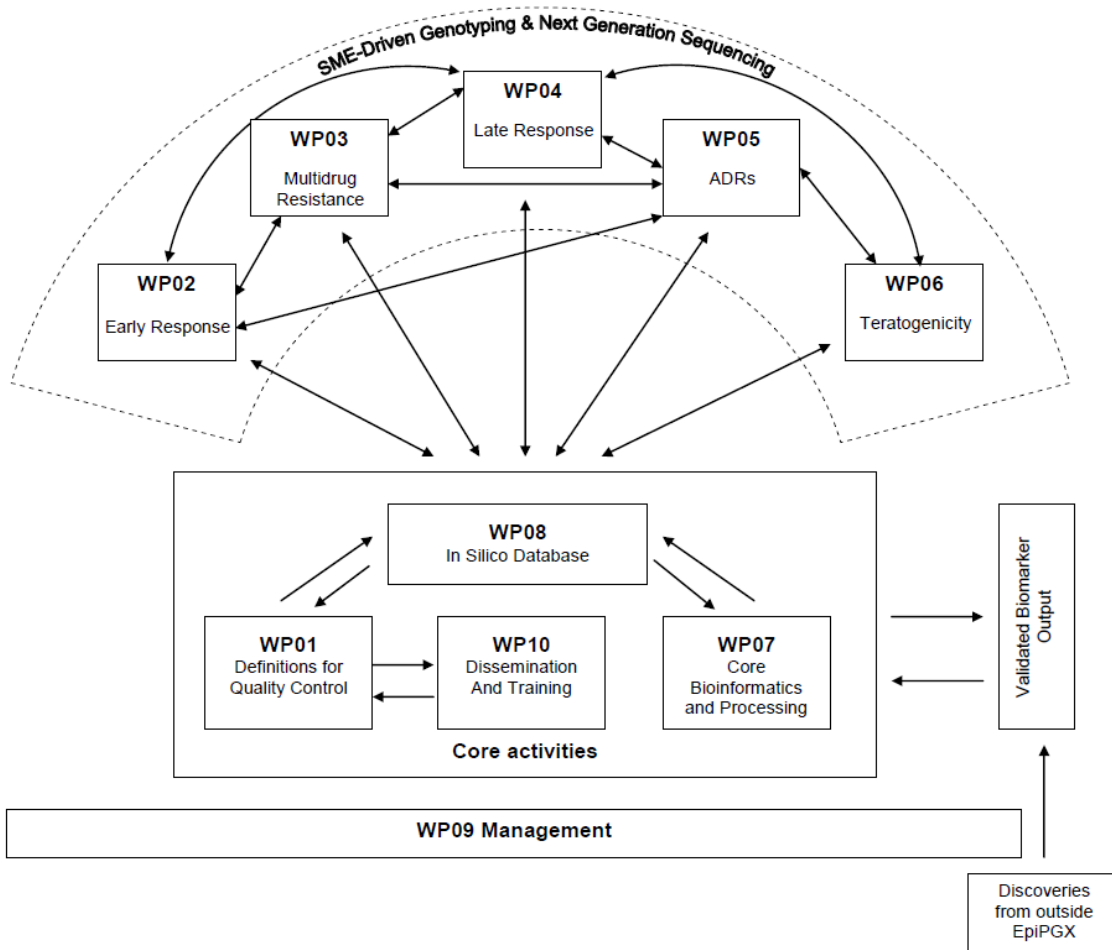 SME-Driven Genotyping & Next Generation Sequencing
WP04
Late Response
WP03
Multidrug
Resistance
WP05
ADRs
WP02
Early Response
WP06
Teratogenicity
WP08
In Silico Database
WP01
Definitions for
Quality Control
WP10
Dissemination
And Training
WP07
Core
Bioinformatics
and Processing
Core activities
Validated Biomarker
Output
WP09 Management
Discoveries
from outside
EpiPGX